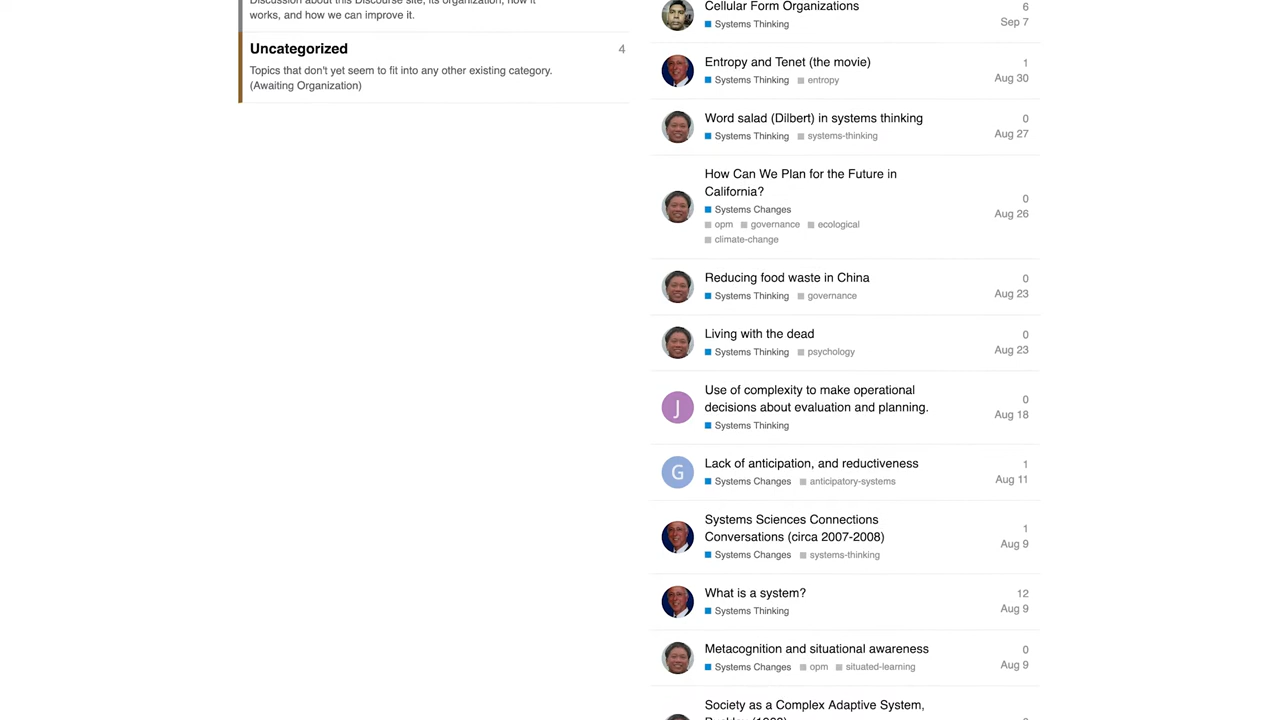 Discussion about this Discourse site, its organization, how it
works, and how we can improve it.
Uncategorized
4
Topics that don't yet seem to fit into any other existing category.
(Awaiting Organization)
Cellular Form Organizations
6
Systems Thinking
Sep 7
Entropy and Tenet (the movie)
1
Systems Thinking entropy
Aug 30
Word salad (Dilbert) in systems thinking
0
Systems Thinking systems-thinking
Aug 27
How Can We Plan for the Future in
California?
0
Systems Changes
Aug 26
opm governance ecological
climate-change
Reducing food waste in China
0
Systems Thinking governance
Aug 23
Living with the dead
0
Systems Thinking psychology
Aug 23
J
Use of complexity to make operational
decisions about evaluation and planning.
0
Aug 18
Systems Thinking
G
Lack of anticipation, and reductiveness
1
Systems Changes anticipatory-systems
Aug 11
Systems Sciences Connections
Conversations (circa 2007-2008)
1
Aug 9
Systems Changes systems-thinking
What is a system?
12
Systems Thinking
Aug 9
Metacognition and situational awareness
0
Systems Changes opm situated-learning
Aug 9
Society as a Complex Adaptive System,